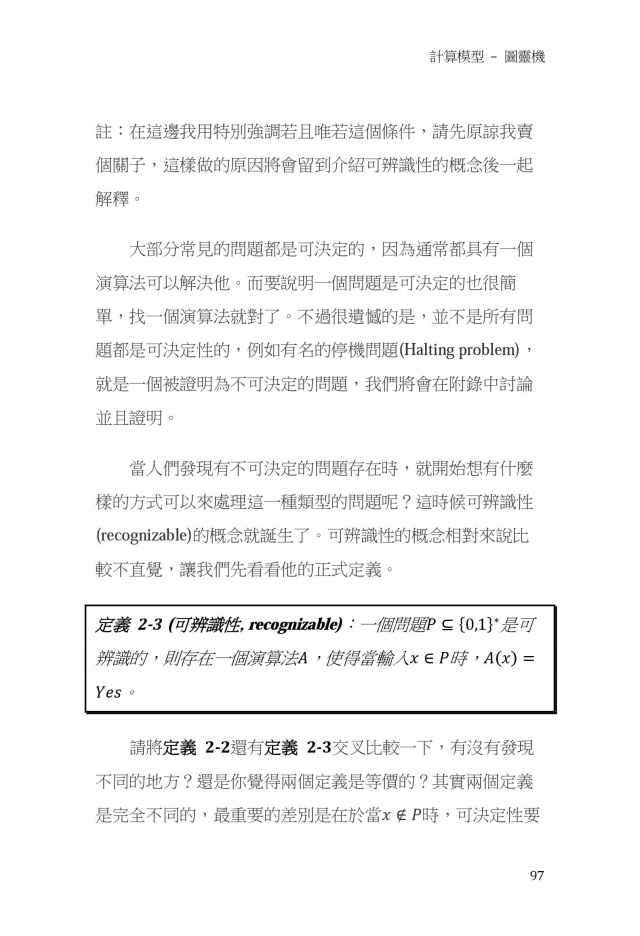 計算模型 – 圖靈機
註：在這邊我用特別強調若且唯若這個條件，請先原諒我賣
個關子，這樣做的原因將會留到介紹可辨識性的概念後一起
解釋。
大部分常見的問題都是可決定的，因為通常都具有一個
演算法可以解決他。而要說明一個問題是可決定的也很簡
單，找一個演算法就對了。不過很遺憾的是，並不是所有問
題都是可決定性的，例如有名的停機問題(Halting problem)，
就是一個被證明為不可決定的問題，我們將會在附錄中討論
並且證明。
當人們發現有不可決定的問題存在時，就開始想有什麼
樣的方式可以來處理這一種類型的問題呢？這時候可辨識性
(recognizable)的概念就誕生了。可辨識性的概念相對來說比
較不直覺，讓我們先看看他的正式定義。
定義 2-3 (可辨識性, recognizable)：一個問題P ⊆ {0,1}*是可
辨識的，則存在一個演算法A，使得當輸入x ∈ P時，A(x) =
Yes。
請將定義 2-2還有定義 2-3交叉比較一下，有沒有發現
不同的地方？還是你覺得兩個定義是等價的？其實兩個定義
是完全不同的，最重要的差別是在於當x ∉ P時，可決定性要
97